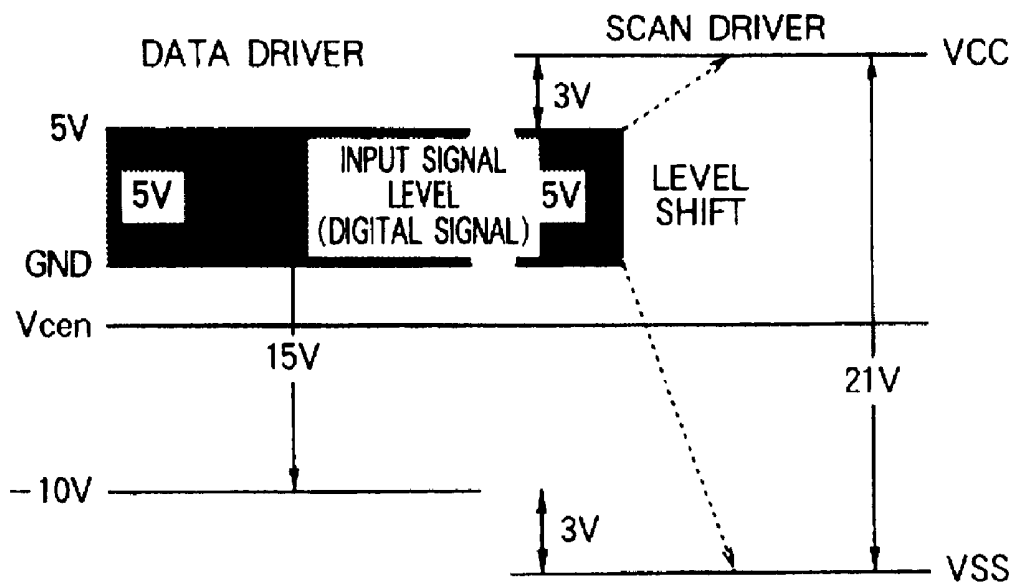 DATA DRIVER
SCAN DRIVER
VCC
3V
5V
5V
INPUT SIGNAL
LEVEL
(DIGITAL SIGNAL)
5V
LEVEL
SHIFT
GND
Vcen
15V
21V
-10V
3V
VSS